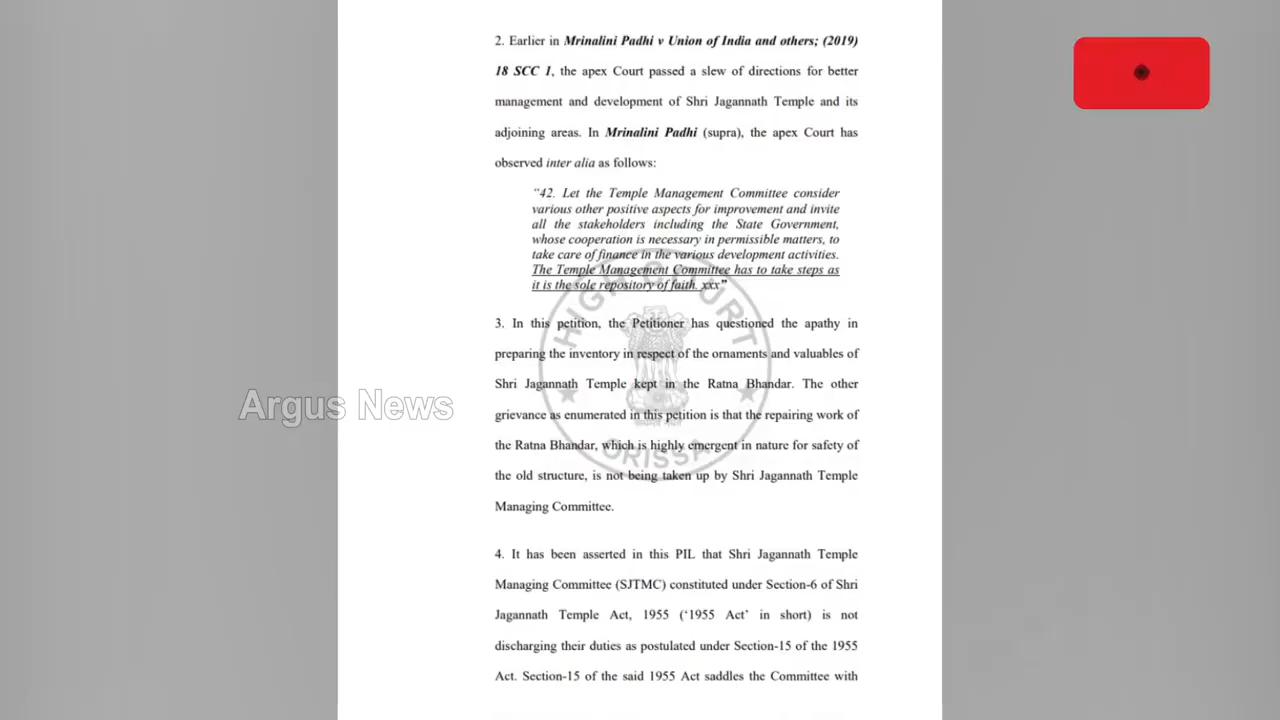 2. Earlier in Mrinalini Padhi v Union of India and others; (2019)
18 SCC 1, the apex Court passed a slew of directions for better
management and development of Shri Jagannath Temple and its
adjoining areas. In Mrinalini Padhi (supra), the apex Court has
observed inter alia as follows:
“42. Let the Temple Management Committee consider
various other positive aspects for improvement and invite
all the stakeholders including the State Government,
whose cooperation is necessary in permissible matters, to
take care of finance in the various development activities.
The Temple Management Committee has to take steps as
it is the sole repository of faith. xxx”
3. In this petition, the Petitioner has questioned the apathy in
preparing the inventory in respect of the ornaments and valuables of
Shri Jagannath Temple kept in the Ratna Bhandar. The other
grievance as enumerated in this petition is that the repairing work of
the Ratna Bhandar, which is highly emergent in nature for safety of
the old structure, is not being taken up by Shri Jagannath Temple
Managing Committee.
4. It has been asserted in this PIL that Shri Jagannath Temple
Managing Committee (SJTMC) constituted under Section-6 of Shri
Jagannath Temple Act, 1955 (‘1955 Act’ in short) is not
discharging their duties as postulated under Section-15 of the 1955
Act. Section-15 of the said 1955 Act saddles the Committee with
HIGH COURT
ORISSA
Argus News